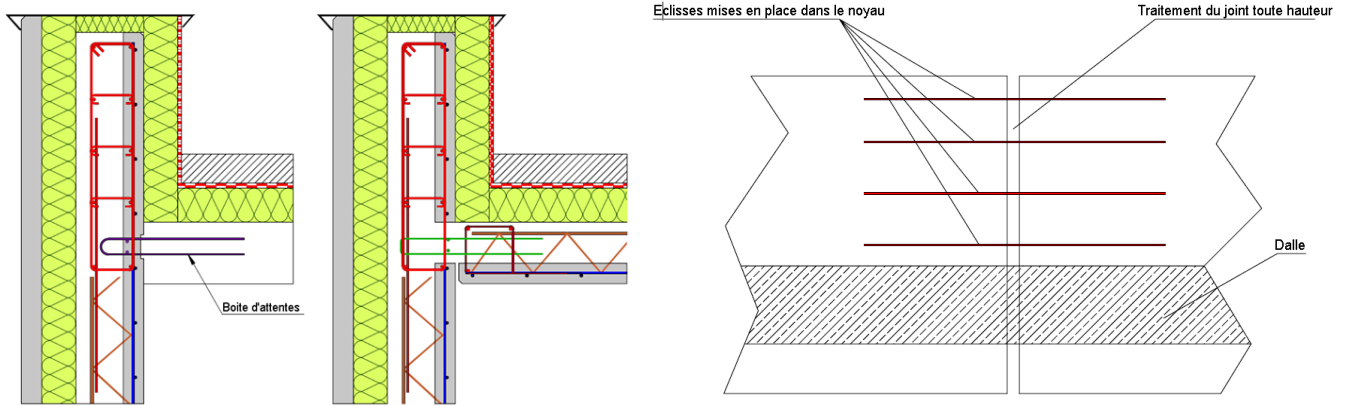 Eclisses mises en place dans le noyau
Traitement du joint toute hauteur
Dalle
Boite d'attentes